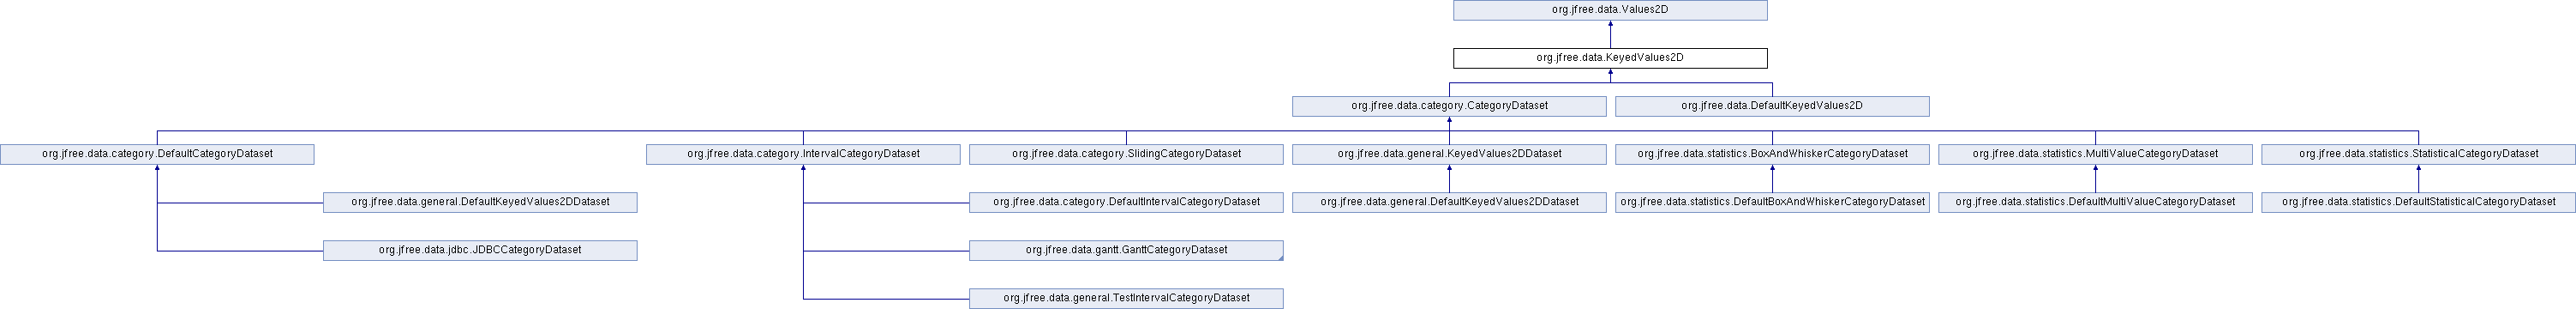 org.jfree.data.Values2D
org.jfree.data.KeyedValues2D
org.jfree.data.category.CategoryDataset
org.jfree.data.DefaultKeyedValues2D
org.jfree.data.category.DefaultCategoryDataset
org.jfree.data.category.IntervalCategoryDataset
org.jfree.data.category.SlidingCategoryDataset
org.jfree.data.general.KeyedValues2DDataset
org.jfree.data.statistics.BoxAndWhiskerCategoryDataset
org.jfree.data.statistics.MultiValueCategoryDataset
org.jfree.data.statistics.StatisticalCategoryDataset
org.jfree.data.general.DefaultKeyedValues2DDataset
org.jfree.data.category.DefaultIntervalCategoryDataset
org.jfree.data.general.DefaultKeyedValues2DDataset
org.jfree.data.statistics.DefaultBoxAndWhiskerCategoryDataset
org.jfree.data.statistics.DefaultMultiValueCategoryDataset
org.jfree.data.statistics.DefaultStatisticalCategoryDataset
org.jfree.data.jdbc.JDBCCategoryDataset
org.jfree.data.gantt.GanttCategoryDataset
org.jfree.data.general.TestIntervalCategoryDataset